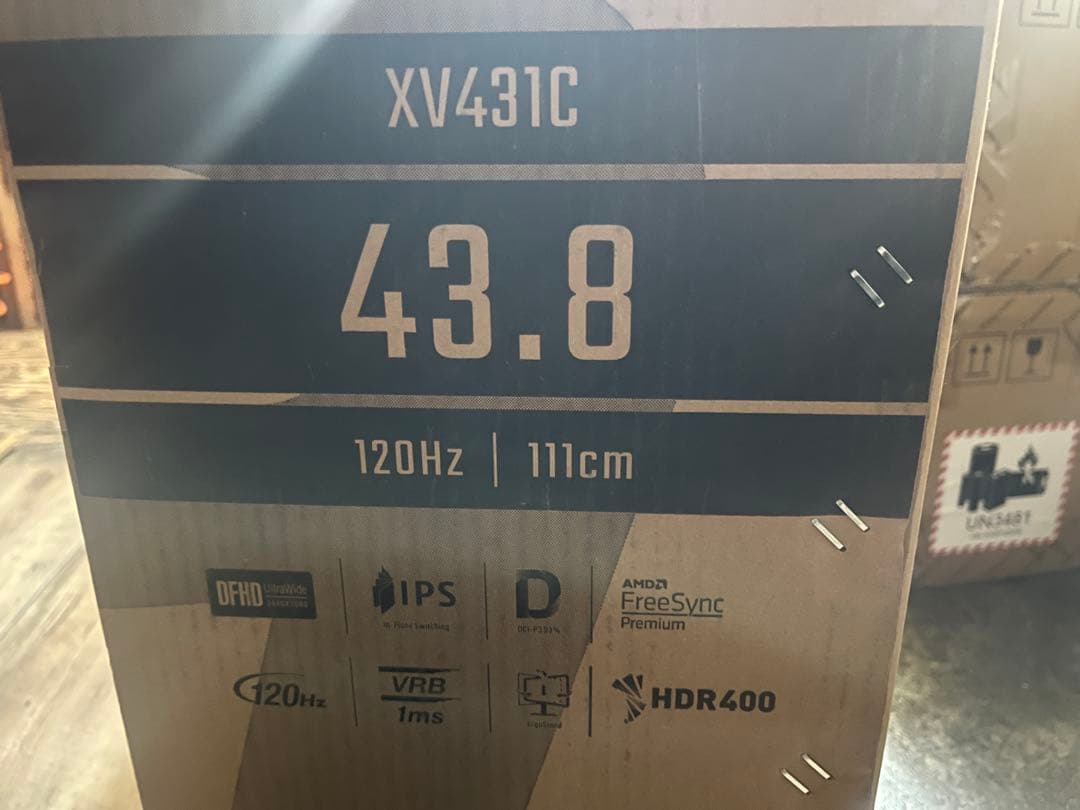 XV431C
43.8
120Hz | 111cm
DFHD UltraWide
IPS
In-Plane Switching
D
AMD
FreeSync
Premium
120Hz
VRB
1ms
ErgoStand
HDR400
UN3481